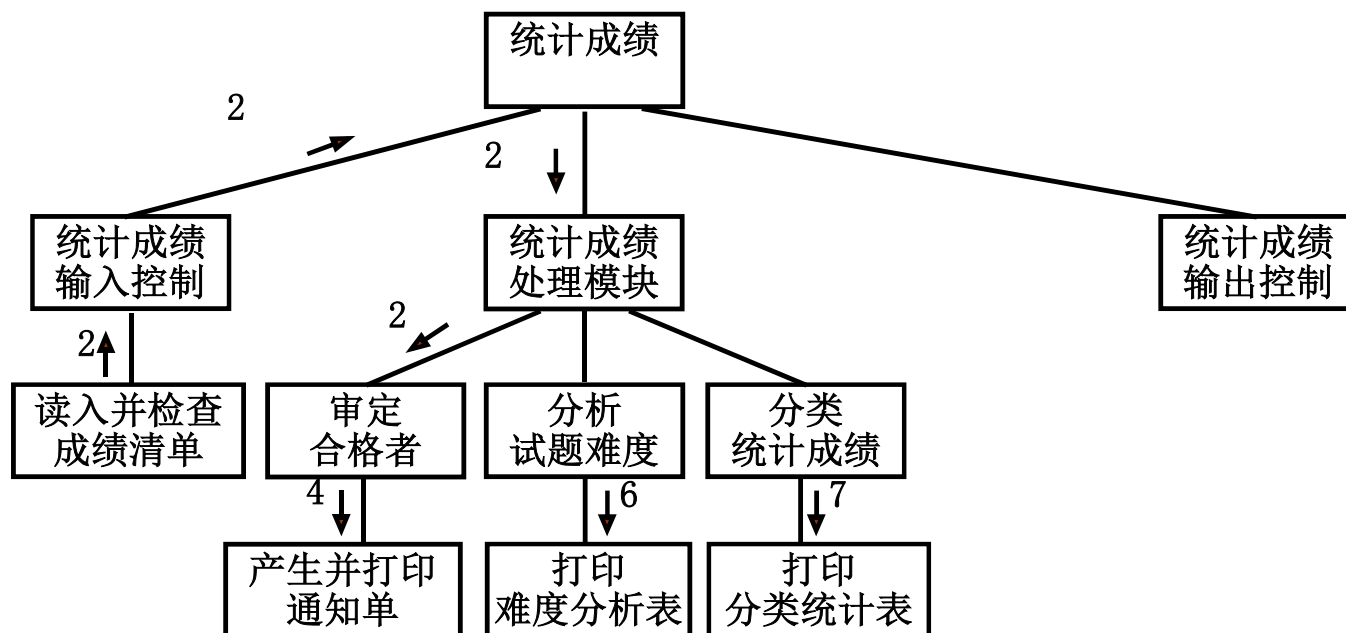 统计成绩
2
2
统计成绩
输入控制
统计成绩
处理模块
统计成绩
输出控制
2
2
读入并检查
成绩清单
审定
合格者
分析
试题难度
分类
统计成绩
4
6
7
产生并打印
通知单
打印
难度分析表
打印
分类统计表